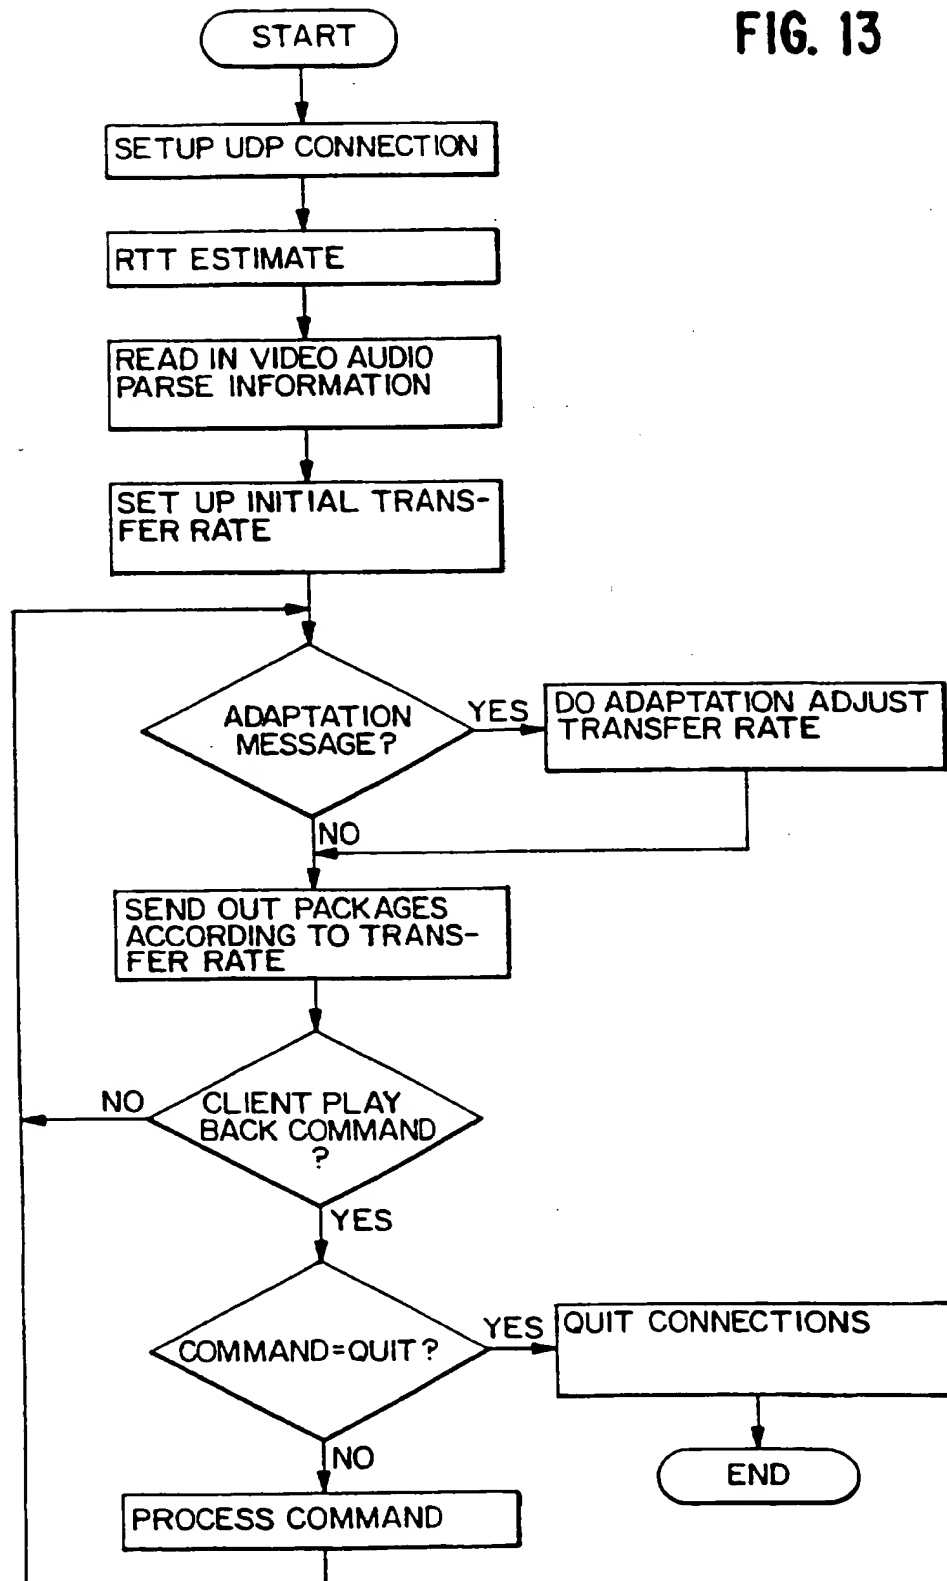 FIG. 13
START
SETUP UDP CONNECTION
RTT ESTIMATE
READ IN VIDEO AUDIO
PARSE INFORMATION
SET UP INITIAL TRANS-
FER RATE
ADAPTATION
MESSAGE?
YES
DO ADAPTATION ADJUST
TRANSFER RATE
NO
SEND OUT PACKAGES
ACCORDING TO TRANS-
FER RATE
NO
CLIENT PLAY
BACK COMMAND
?
YES
COMMAND=QUIT?
YES
QUIT CONNECTIONS
NO
END
PROCESS COMMAND